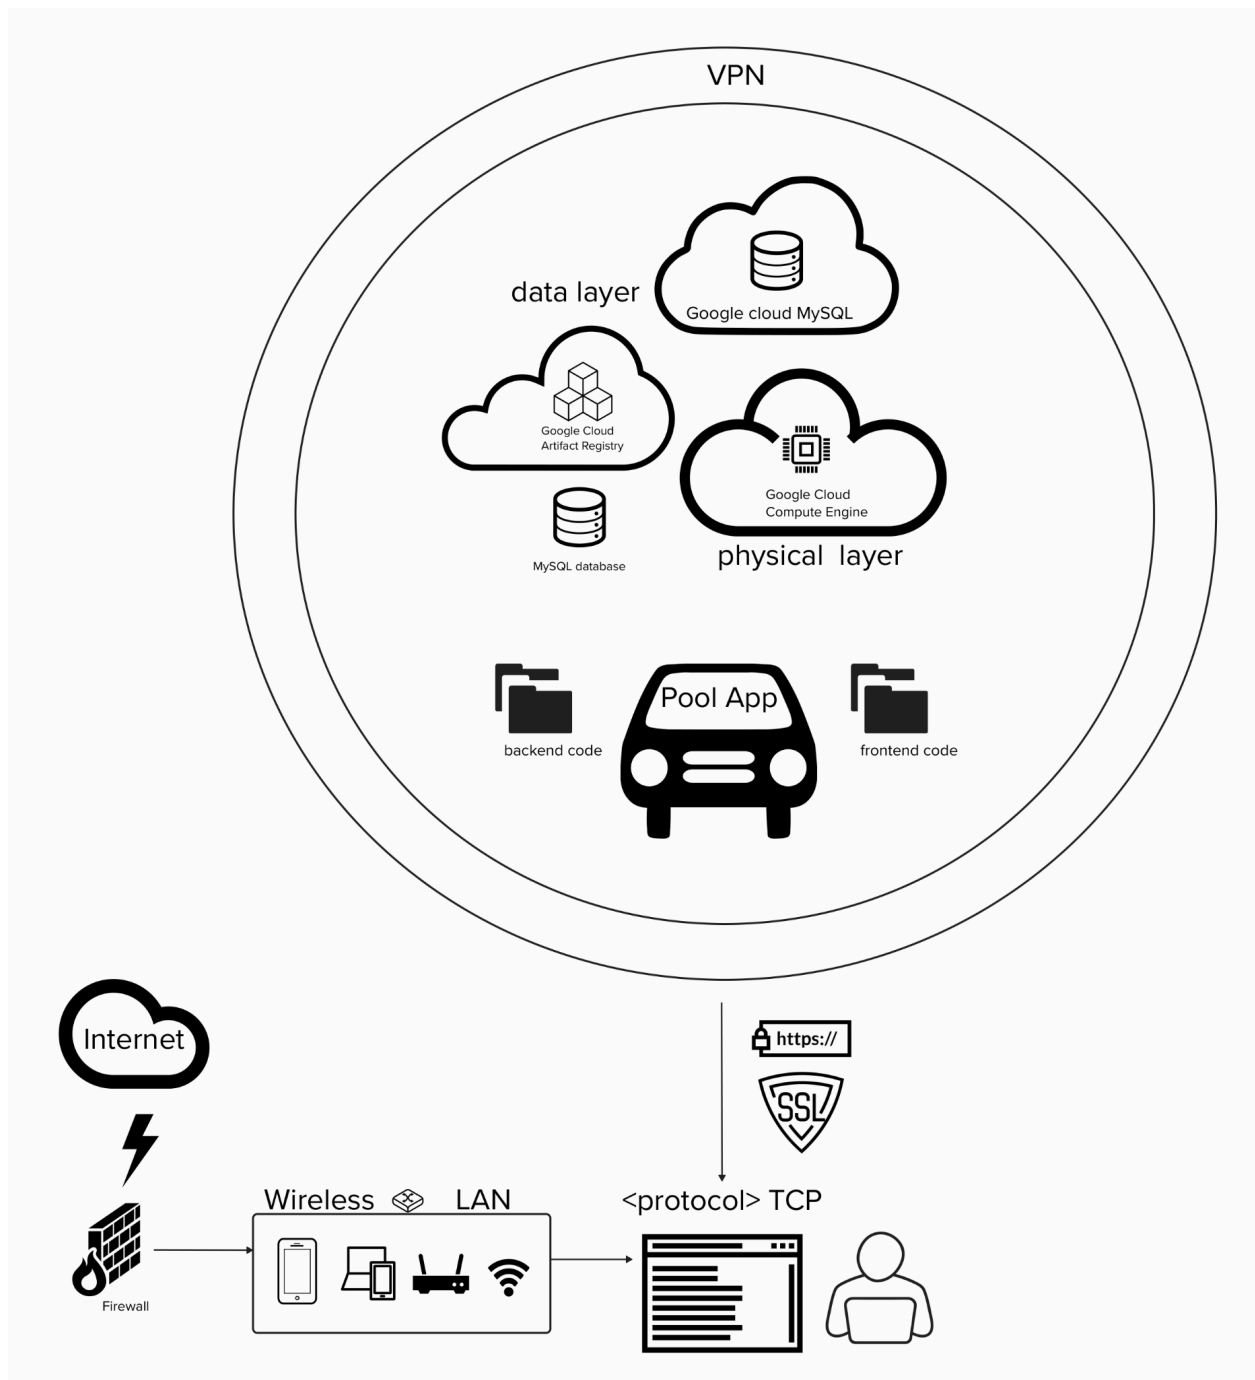 VPN
Google cloud MySQL
data layer
Google Cloud
Artifact Registry
Google Cloud
Compute Engine
physical layer
MySQL database
Pool App
backend code
frontend code
Internet
https://
SSL
Wireless LAN
<protocol> TCP
Firewall